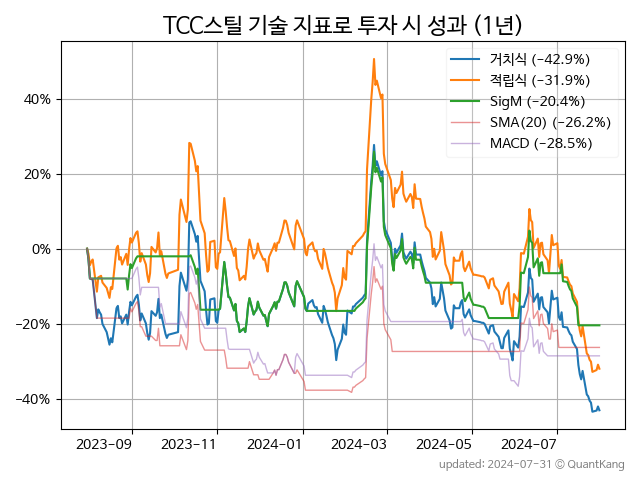 TCC스틸 기술 지표로 투자 시 성과 (1년)
거치식 (−42.9%)
적립식 (−31.9%)
SigM (−20.4%)
SMA(20) (−26.2%)
MACD (−28.5%)
40%
20%
0%
−20%
−40%
2023-09
2023-11
2024-01
2024-03
2024-05
2024-07
updated: 2024-07-31 © QuantKang